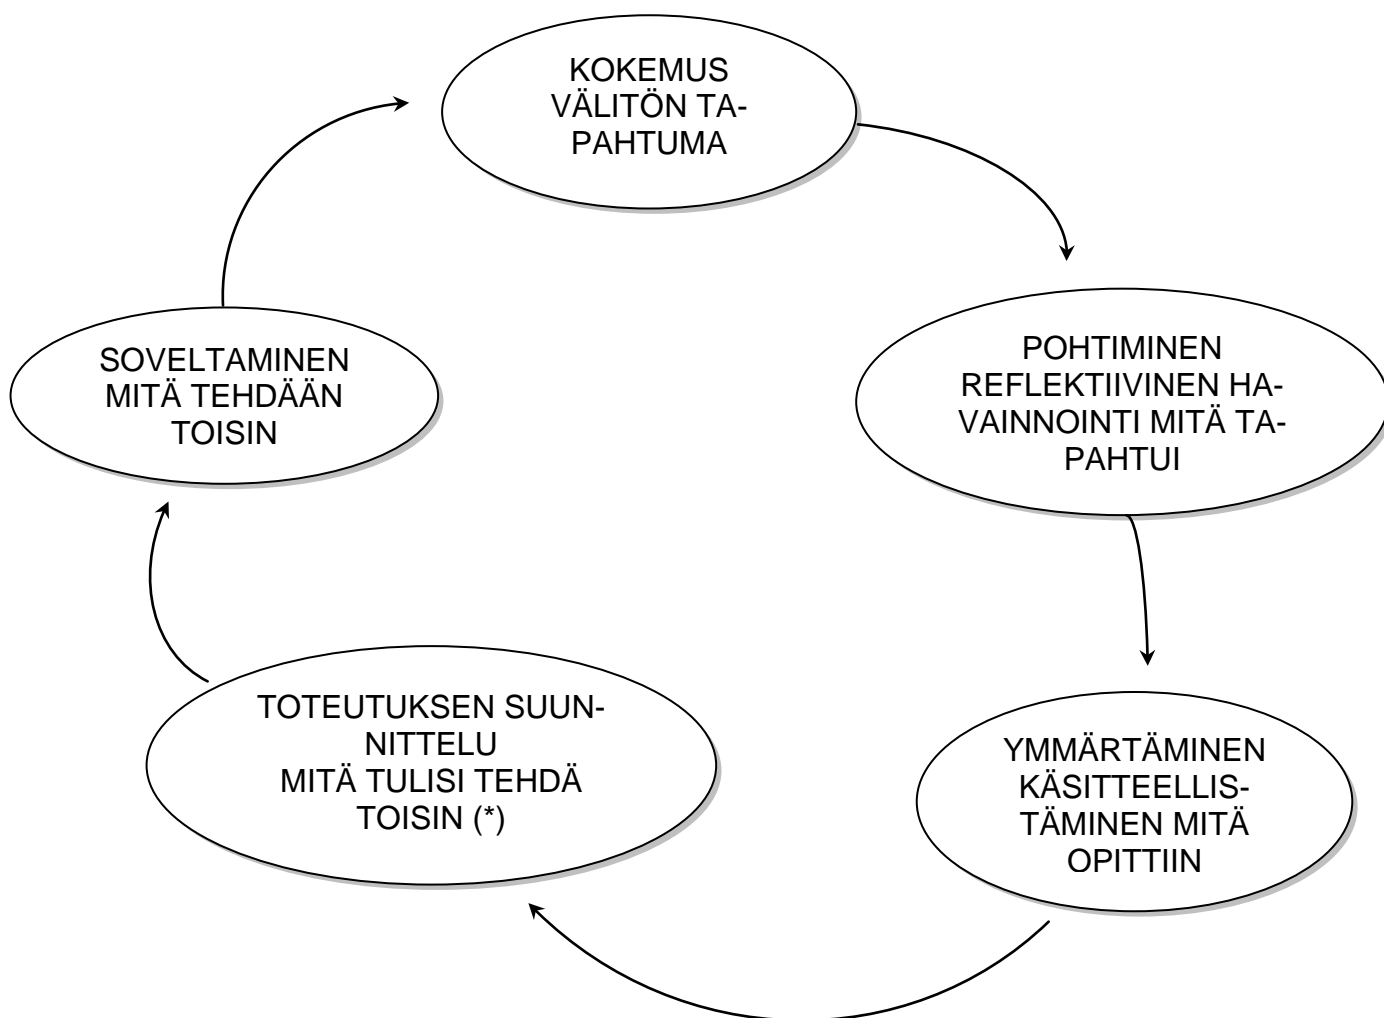 KOKEMUS
VÄLITÖN TA-
PAHTUMA
POHTIMINEN
REFLEKTIIVINEN HA-
VAINNOINTI MITÄ TA-
PAHTUI
YMMÄRTÄMINEN
KÄSITTEELLIS-
TÄMINEN MITÄ
OPITTIIN
TOTEUTUKSEN SUUN-
NITTELU
MITÄ TULISI TEHDÄ
TOISIN (*)
SOVELTAMINEN
MITÄ TEHDÄÄN
TOISIN